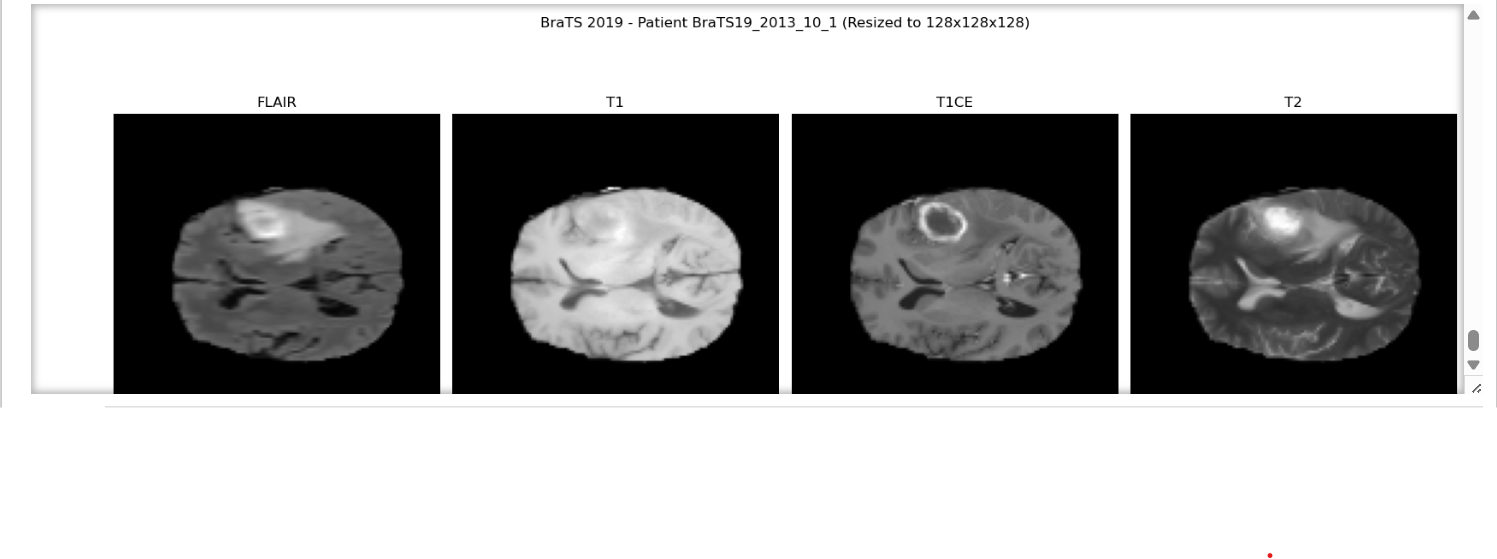 BraTS 2019 - Patient BraTS19_2013_10_1 (Resized to 128x128x128)
FLAIR
T1
T1CE
T2